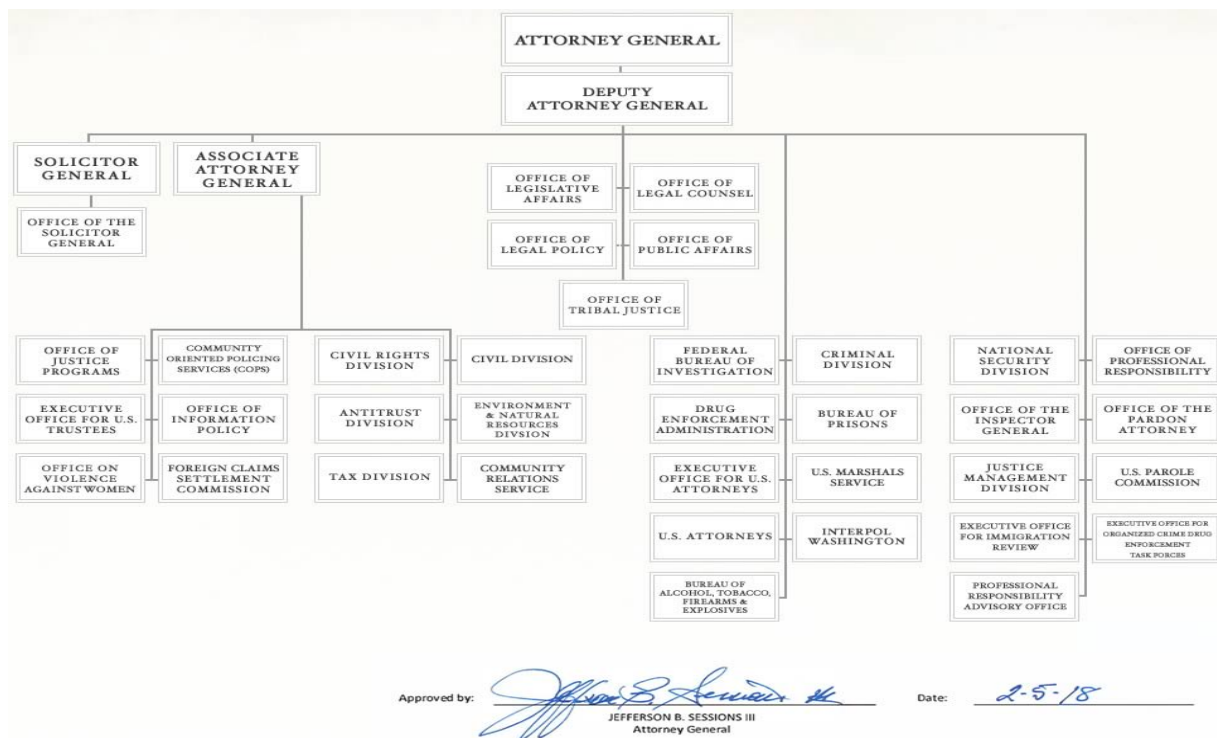 ATTORNEY GENERAL
DEPUTY
ATTORNEY GENERAL
SOLICITOR
GENERAL
ASSOCIATE
ATTORNEY
GENERAL
OFFICE OF THE
SOLICITOR
GENERAL
OFFICE OF
LEGISLATIVE
AFFAIRS
OFFICE OF
LEGAL COUNSEL
OFFICE OF
LEGAL POLICY
OFFICE OF
PUBLIC AFFAIRS
OFFICE OF
TRIBAL JUSTICE
OFFICE OF
JUSTICE
PROGRAMS
COMMUNITY
ORIENTED POLICING
SERVICES (COPS)
EXECUTIVE
OFFICE FOR U.S.
TRUSTEES
OFFICE OF
INFORMATION
POLICY
OFFICE ON
VIOLENCE
AGAINST WOMEN
FOREIGN CLAIMS
SETTLEMENT
COMMISSION
CIVIL RIGHTS
DIVISION
CIVIL DIVISION
ANTITRUST
DIVISION
ENVIRONMENT
& NATURAL
RESOURCES
DIVSION
TAX DIVISION
COMMUNITY
RELATIONS
SERVICE
FEDERAL
BUREAU OF
INVESTIGATION
CRIMINAL
DIVISION
DRUG
ENFORCEMENT
ADMINISTRATION
BUREAU OF
PRISONS
EXECUTIVE
OFFICE FOR U.S.
ATTORNEYS
U.S. MARSHALS
SERVICE
U.S. ATTORNEYS
INTERPOL
WASHINGTON
BUREAU OF
ALCOHOL, TOBACCO,
FIREARMS &
EXPLOSIVES
NATIONAL
SECURITY
DIVISION
OFFICE OF
PROFESSIONAL
RESPONSIBILITY
OFFICE OF THE
INSPECTOR
GENERAL
OFFICE OF THE
PARDON
ATTORNEY
JUSTICE
MANAGEMENT
DIVISION
U.S. PAROLE
COMMISSION
EXECUTIVE OFFICE
FOR IMMIGRATION
REVIEW
EXECUTIVE OFFICE FOR
ORGANIZED CRIME DRUG
ENFORCEMENT
TASK FORCES
PROFESSIONAL
RESPONSIBILITY
ADVISORY OFFICE
Approved by: Jefferson B. Sessions III Date: 2-5-18
JEFFERSON B. SESSIONS III
Attorney General